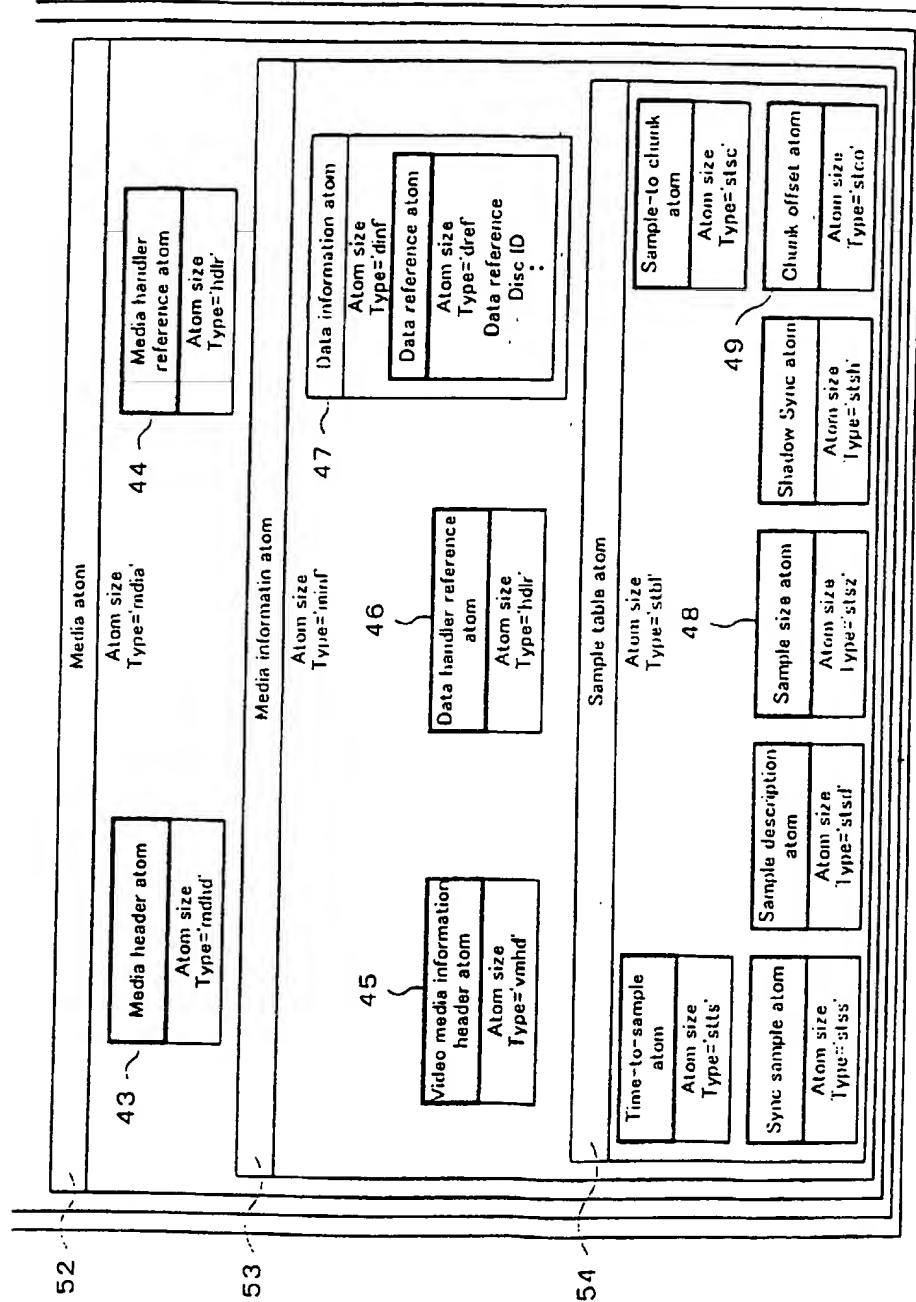 52
Media atom
Atom size
Type='mdia'
43
Media header atom
Atom size
Type='mdhd'
44
Media handler
reference atom
Atom size
Type='hdlr'
53
Media informatin atom
Atom size
Type='minf'
45
Video media information
header atom
Atom size
Type='vmhd'
46
Data handler reference
atom
Atom size
Type='hdlr'
47
Data information atom
Atom size
Type='dinf'
Data reference atom
Atom size
Type='dref'
Data reference
Disc ID
⋮
54
Sample table atom
Atom size
Type='stbl'
Time-to-sample
atom
Atom size
Type='stts'
Sample-to chunk
atom
Atom size
Type='stsc'
Sync sample atom
Atom size
Type='stss'
Sample description
atom
Atom size
Type='stsd'
48
Sample size atom
Atom size
Type='stsz'
Shadow Sync atom
Atom size
Type='stsh'
49
Chunk offset atom
Atom size
Type='stco'